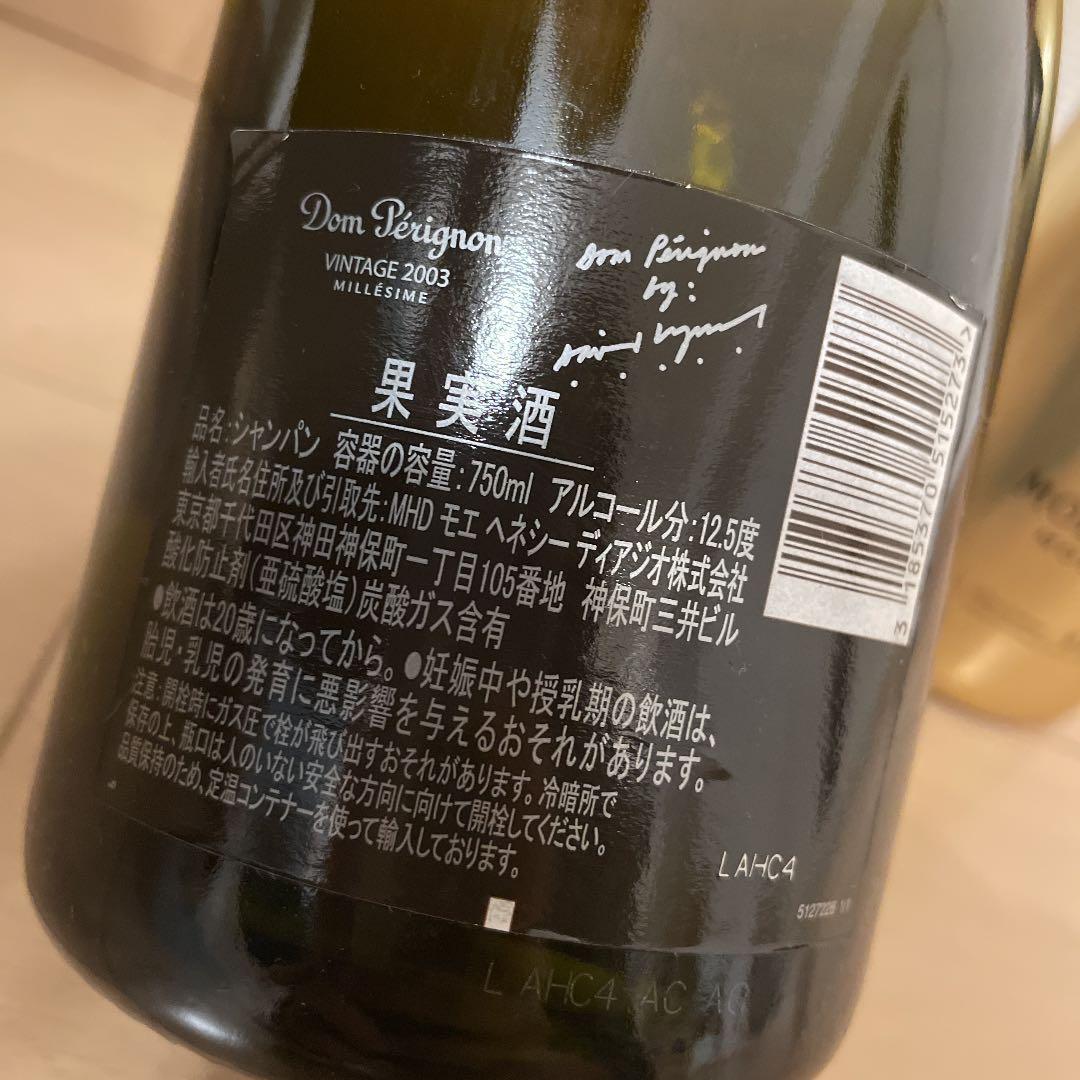 Dom Pérignon
VINTAGE 2003
MILLÉSIME
Dom Pérignon
by:
David Lynch
果実酒
品名:シャンパン 容器の容量:750ml アルコール分:12.5度
輸入者氏名住所及び引取先:MHD モエ ヘネシー ディアジオ株式会社
東京都千代田区神田神保町一丁目105番地 神保町三井ビル
酸化防止剤(亜硫酸塩)炭酸ガス含有
●飲酒は20歳になってから。●妊娠中や授乳期の飲酒は、
胎児・乳児の発育に悪影響を与えるおそれがあります。
注意:開栓時にガス圧で栓が飛び出すおそれがあります。冷暗所で
保存の上、瓶口は人のいない安全な方向に向けて開栓してください。
品質保持のため、定温コンテナーを使って輸入しております。
3 185370 515273>
L AHC4
5127226
L AHC4 AC AC